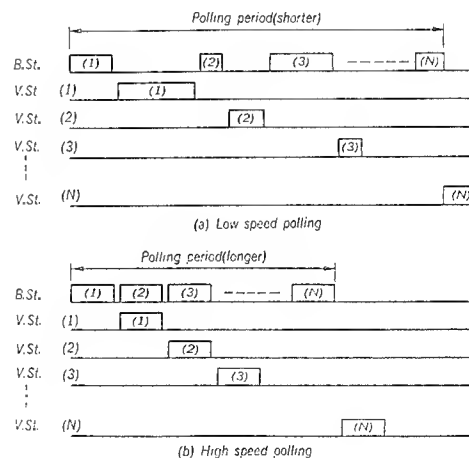 Polling period(shorter)
B.St. (1) (2) (3) (N)
V.St (1) (1)
V.St. (2) (2)
V.St. (3) (3)
V.St. (N) (N)
(a) Low speed polling
Polling period(longer)
B.St. (1) (2) (3) (N)
V.St. (1) (1)
V.St. (2) (2)
V.St. (3) (3)
V.St. (N) (N)
(b) High speed polling